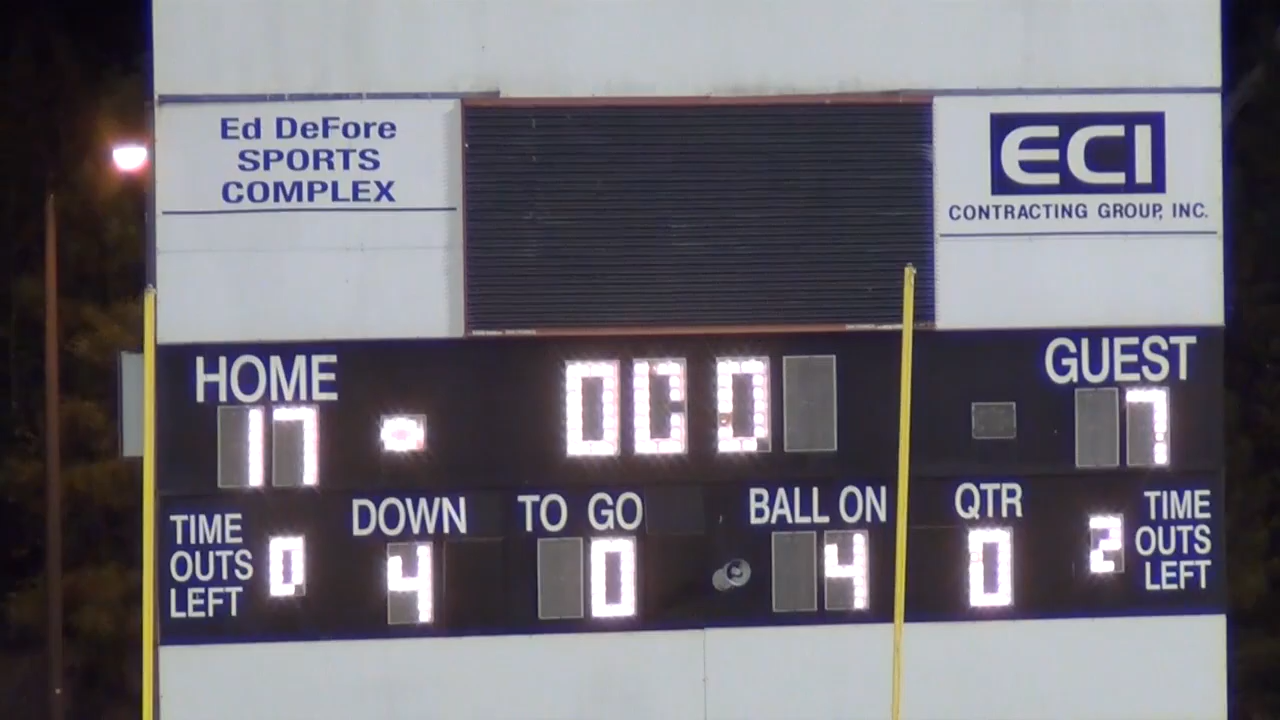 Ed DeFore
SPORTS
COMPLEX
ECI
CONTRACTING GROUP, INC.
HOME
GUEST
17
00:0
7
TIME
OUTS
LEFT
0
DOWN
4
TO GO
0
BALL ON
4
QTR
0
2
TIME
OUTS
LEFT